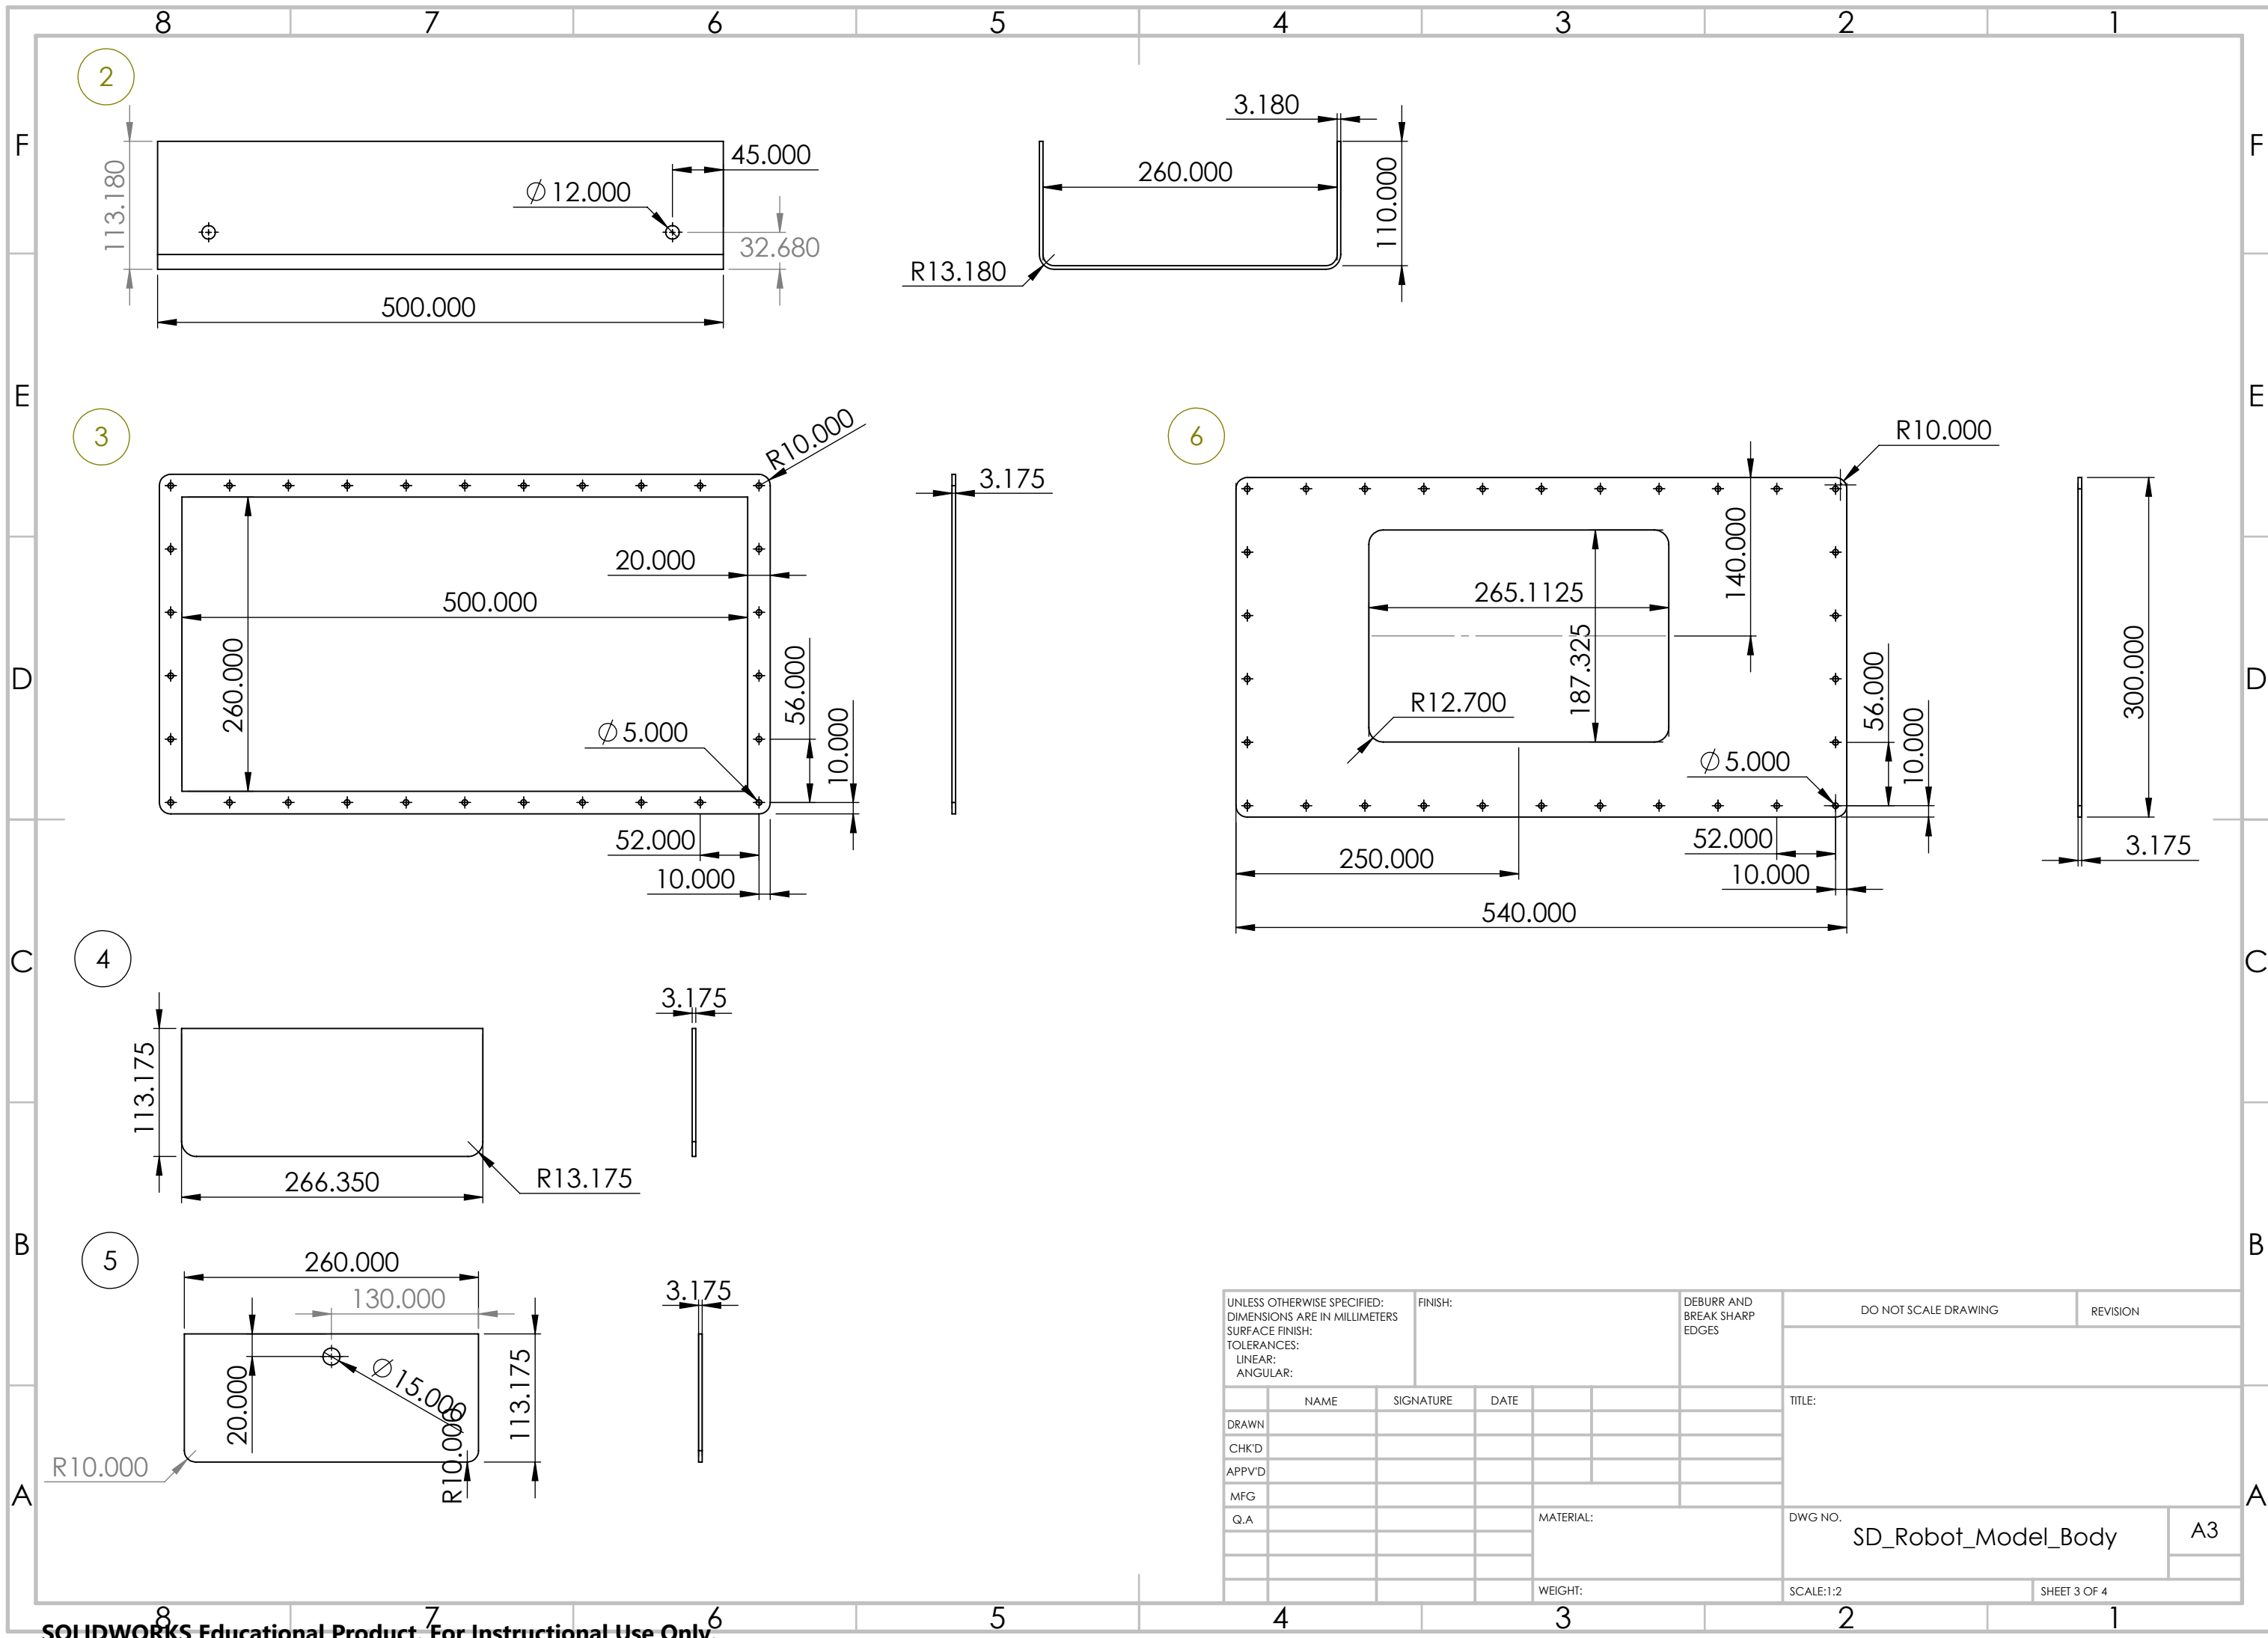 8 7 6 5 4 3 2 1
F
E
D
C
B
A
F
E
D
C
B
A
2
113.180
500.000
⌀12.000
45.000
32.680
3.180
260.000
110.000
R13.180
3
R10.000
3.175
20.000
500.000
260.000
56.000
⌀5.000
10.000
52.000
10.000
6
R10.000
140.000
265.1125
187.325
R12.700
300.000
56.000
10.000
⌀5.000
52.000
3.175
250.000
10.000
540.000
4
3.175
113.175
R13.175
266.350
5
260.000
130.000
3.175
⌀15.000
20.000
113.175
R10.000
R10.000
UNLESS OTHERWISE SPECIFIED:
DIMENSIONS ARE IN MILLIMETERS
SURFACE FINISH:
TOLERANCES:
LINEAR:
ANGULAR:
FINISH:
DEBURR AND
BREAK SHARP
EDGES
DO NOT SCALE DRAWING
REVISION
NAME SIGNATURE DATE
TITLE:
DRAWN
CHK'D
APPV'D
MFG
Q.A
MATERIAL:
DWG NO.
SD_Robot_Model_Body
A3
WEIGHT:
SCALE:1:2
SHEET 3 OF 4
8 7 6 5 4 3 2 1
SOLIDWORKS Educational Product. For Instructional Use Only.